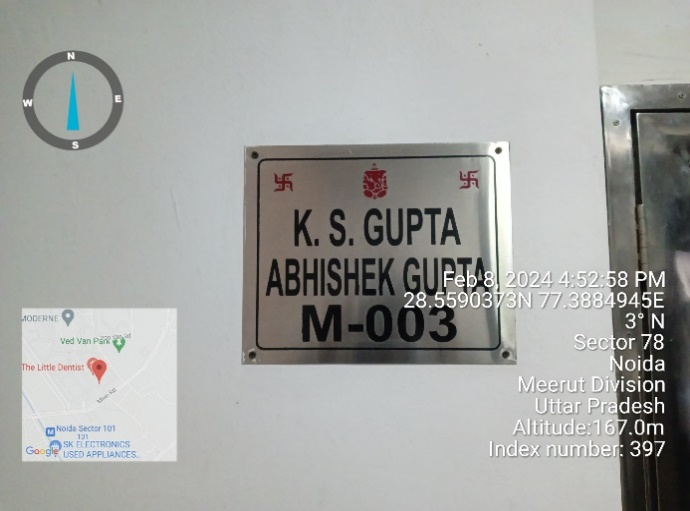 N
W
E
S
K. S. GUPTA
ABHISHEK GUPTA
M-003
Feb 8, 2024 4:52:58 PM
28.5590373N 77.3884945E
3° N
Sector 78
Noida
Meerut Division
Uttar Pradesh
Altitude:167.0m
Index number: 397
MODERNE
Ved Van Park
The Little Dentist
Noida Sector 101
SK ELECTRONICS
USED APPLIANCES...
Google